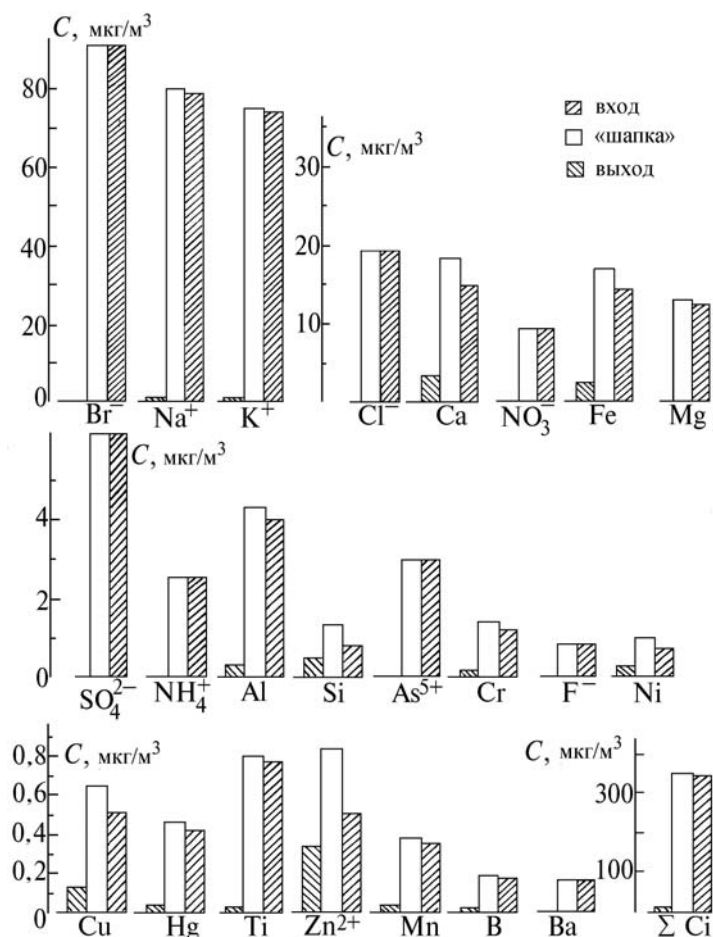 C, мкг/м³
80
60
40
20
0
Br⁻ Na⁺ K⁺
C, мкг/м³
30
20
10
Cl⁻ Ca NO₃⁻ Fe Mg
вход
«шапка»
выход
C, мкг/м³
4
2
0
SO₄²⁻ NH₄⁺ Al Si As⁵⁺ Cr F⁻ Ni
C, мкг/м³
0,8
0,6
0,4
0,2
0
Cu Hg Ti Zn²⁺ Mn B Ba
C, мкг/м³
300
100
Σ Ci